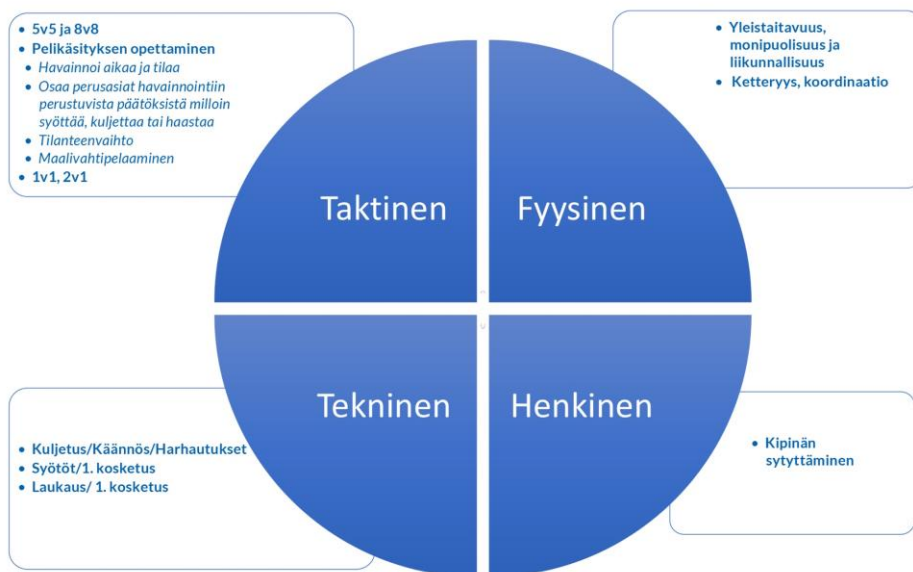 • 5v5 ja 8v8
• Pelikäsityksen opettaminen
• Havainnoi aikaa ja tilaa
• Osaa perusasiat havainnointiin
perustuvista päätöksistä milloin
syöttää, kuljettaa tai haastaa
• Tilanteenvaihto
• Maalivahtipelaaminen
• 1v1, 2v1
• Yleistaitavuus,
monipuolisuus ja
liikunnallisuus
• Ketteryys, koordinaatio
Taktinen
Fyysinen
Tekninen
Henkinen
• Kuljetus/Käännös/Harhautukset
• Syötöt/1. kosketus
• Laukaus/ 1. kosketus
• Kipinän
sytyttäminen